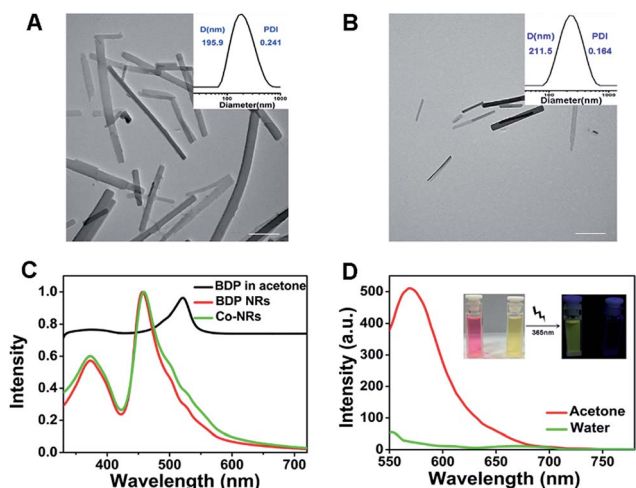 A
D(nm) PDI
195.9 0.241
100 1000
Diameter(nm)
B
D(nm) PDI
211.5 0.164
100 1000
Diameter(nm)
C
BDP in acetone
BDP NRs
Co-NRs
1.0
0.8
0.6
0.4
0.2
0.0
Intensity
400 500 600 700
Wavelength (nm)
D
500
400
300
200
100
0
Intensity (a.u.)
365nm
Acetone
Water
550 600 650 700 750
Wavelength (nm)